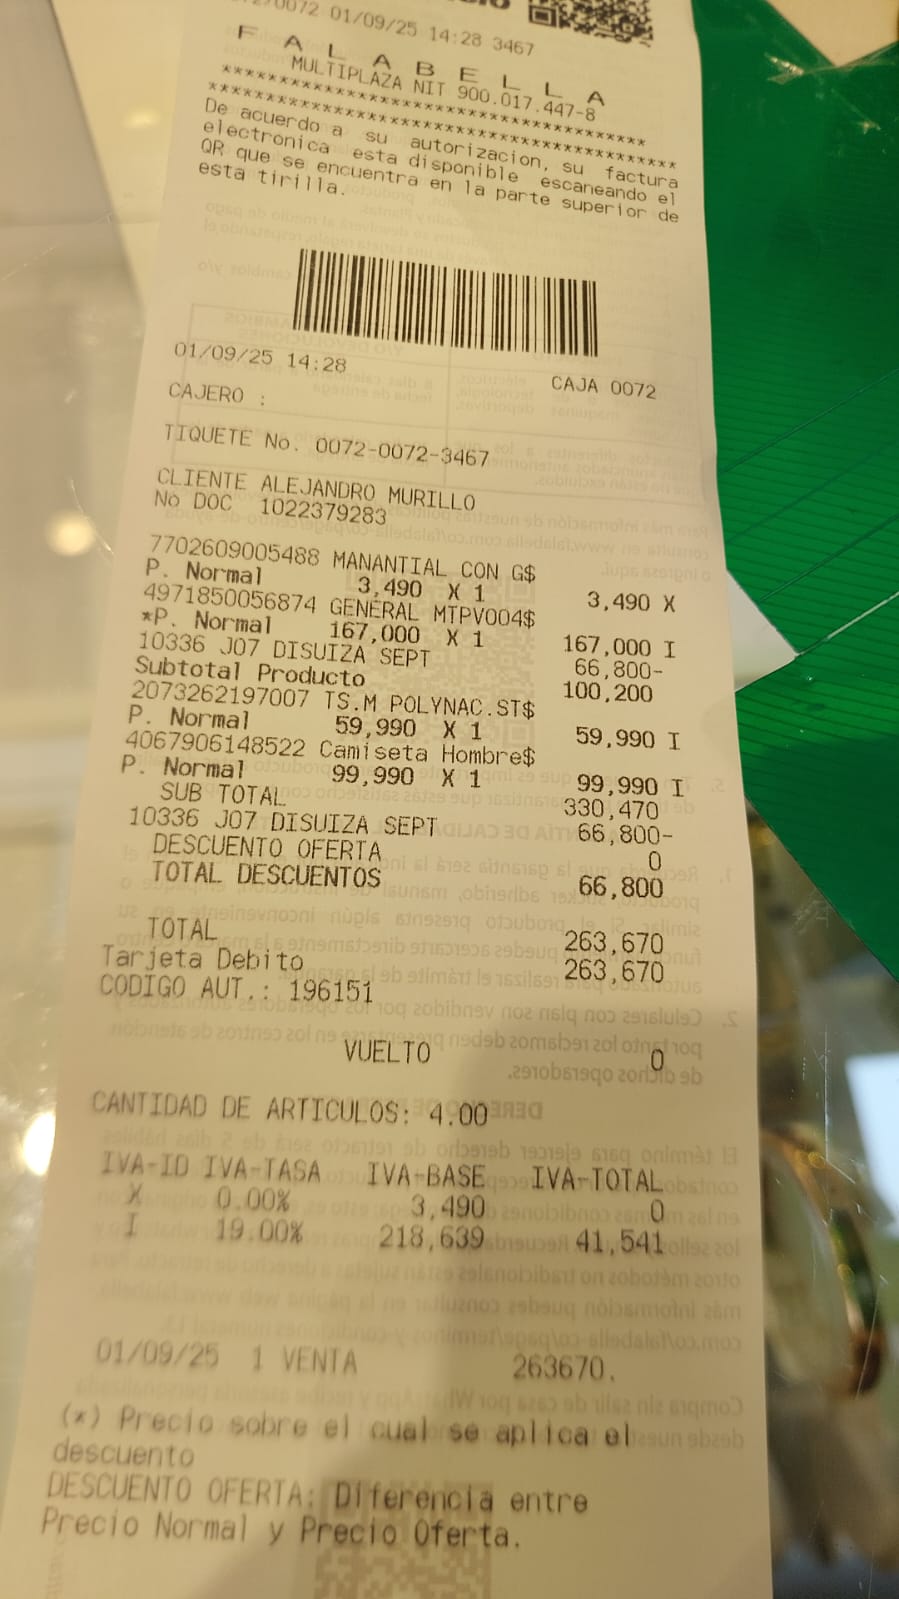 0072 01/09/25 14:28 3467
F A L A B E L L A
MULTIPLAZA NIT 900.017.447-8
****************************************
****************************************
De acuerdo a su autorizacion, su factura
electronica esta disponible escaneando el
QR que se encuentra en la parte superior de
esta tirilla.
01/09/25 14:28 CAJA 0072
CAJERO :
TIQUETE No. 0072-0072-3467
CLIENTE ALEJANDRO MURILLO
No DOC 1022379283
7702609005488 MANANTIAL CON G$
P. Normal 3,490 X 1 3,490 X
4971850056874 GENERAL MTPV004$
*P. Normal 167,000 X 1 167,000 I
10336 J07 DISUIZA SEPT 66,800-
Subtotal Producto 100,200
2073262197007 TS.M POLYNAC.ST$
P. Normal 59,990 X 1 59,990 I
4067906148522 Camiseta Hombre$
P. Normal 99,990 X 1 99,990 I
SUB TOTAL 330,470
10336 J07 DISUIZA SEPT 66,800-
DESCUENTO OFERTA 0
TOTAL DESCUENTOS 66,800
TOTAL 263,670
Tarjeta Debito 263,670
CODIGO AUT.: 196151
VUELTO 0
CANTIDAD DE ARTICULOS: 4.00
IVA-ID IVA-TASA IVA-BASE IVA-TOTAL
X 0.00% 3,490 0
I 19.00% 218,639 41,541
01/09/25 1 VENTA 263670.
(*) Precio sobre el cual se aplica el
descuento
DESCUENTO OFERTA: Diferencia entre
Precio Normal y Precio Oferta.